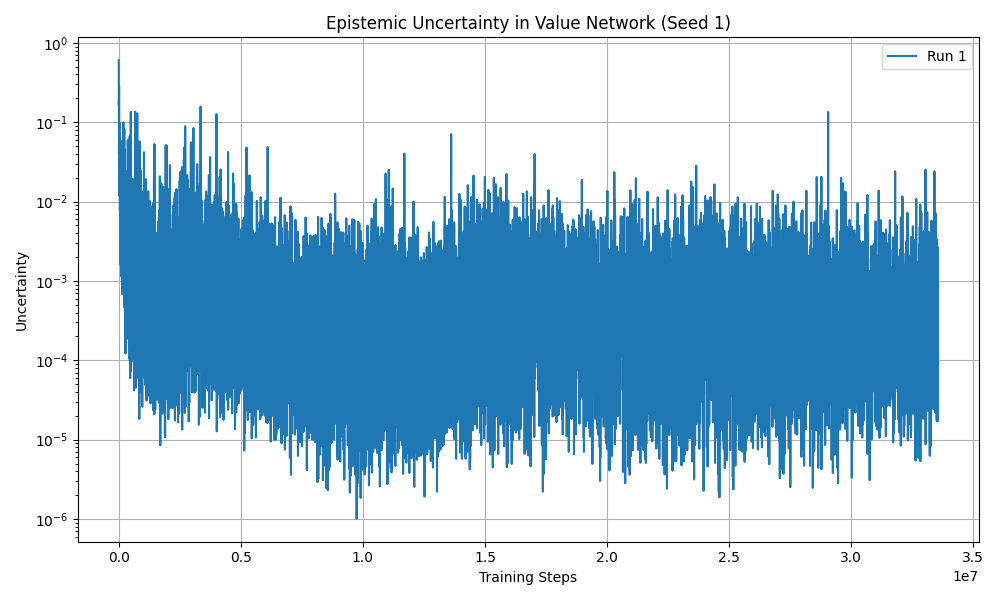 Epistemic Uncertainty in Value Network (Seed 1)
Run 1
Uncertainty
10⁰
10⁻¹
10⁻²
10⁻³
10⁻⁴
10⁻⁵
10⁻⁶
0.0 0.5 1.0 1.5 2.0 2.5 3.0 3.5
1e7
Training Steps